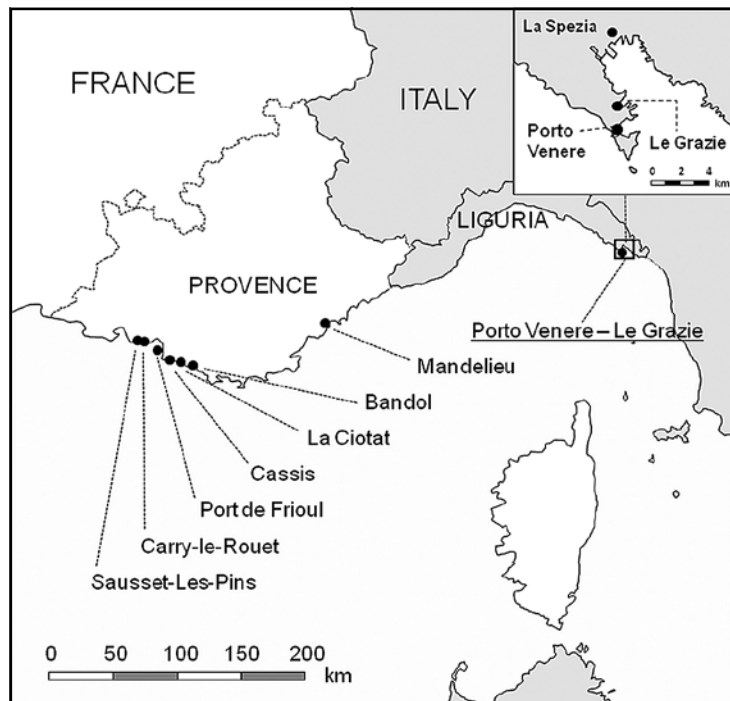 FRANCE
ITALY
La Spezia
Porto
Venere
Le Grazie
0 2 4
km
LIGURIA
PROVENCE
Porto Venere – Le Grazie
Mandelieu
Bandol
La Ciotat
Cassis
Port de Frioul
Carry-le-Rouet
Sausset-Les-Pins
0 50 100 200
km